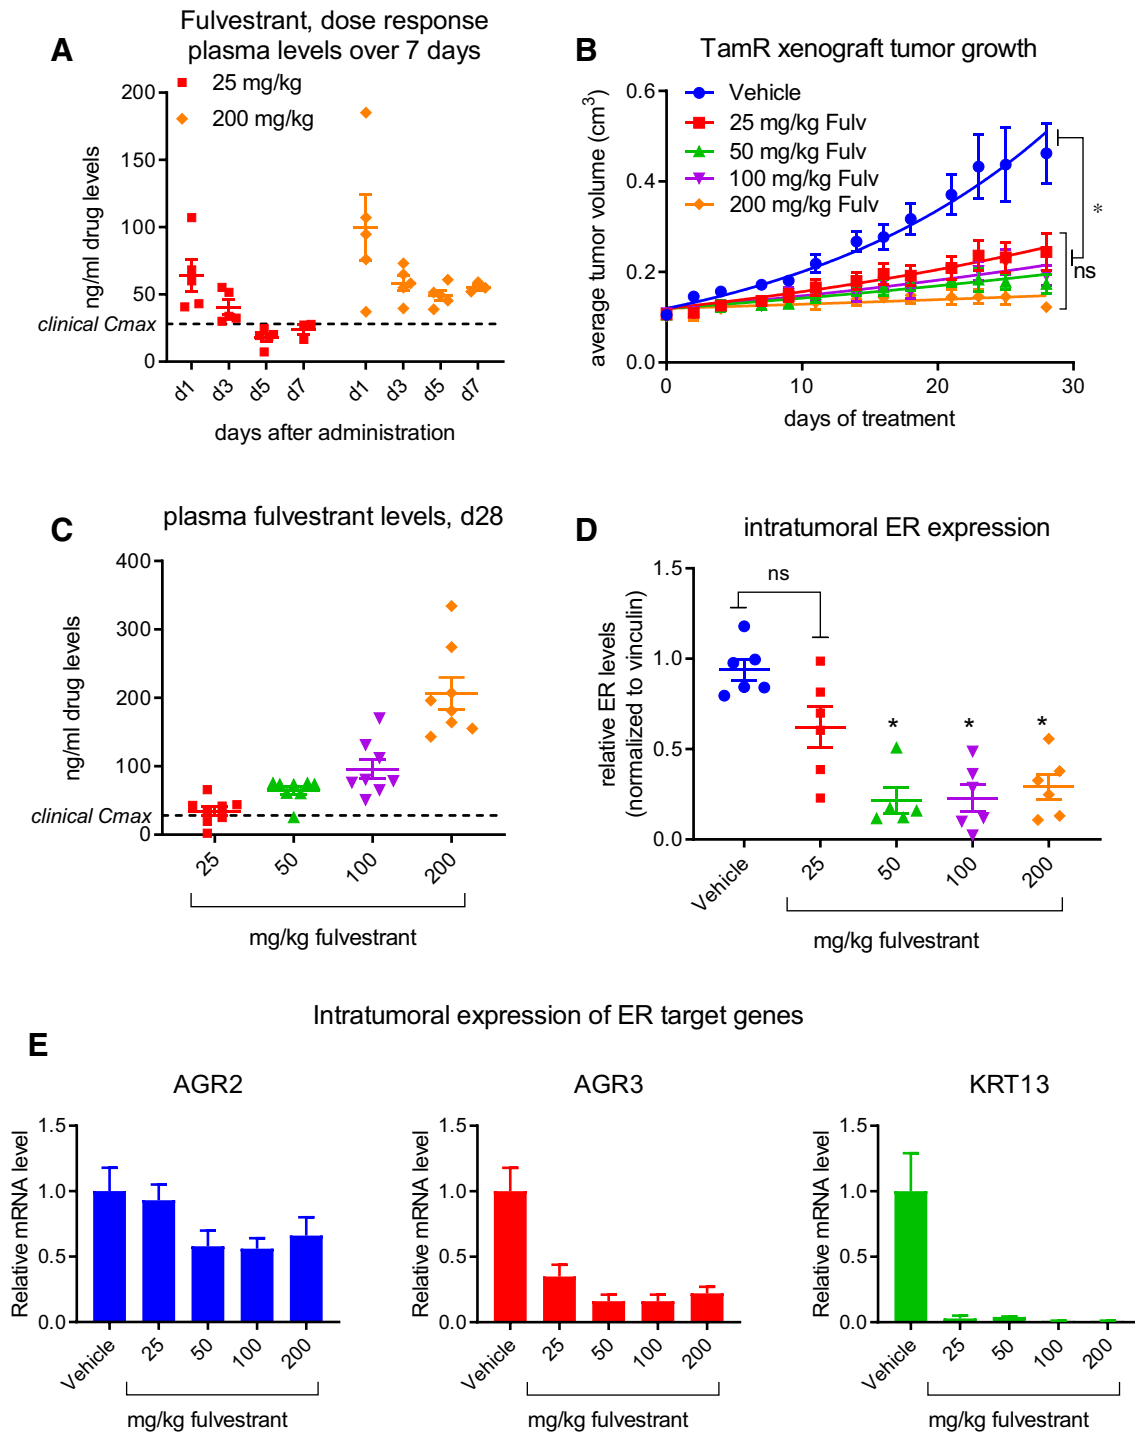 A
Fulvestrant, dose response
plasma levels over 7 days
25 mg/kg
200 mg/kg
ng/ml drug levels
200
150
100
50
0
clinical Cmax
d1
d3
d5
d7
d1
d3
d5
d7
days after administration
B
TamR xenograft tumor growth
Vehicle
25 mg/kg Fulv
50 mg/kg Fulv
100 mg/kg Fulv
200 mg/kg Fulv
average tumor volume (cm3)
0.6
0.4
0.2
0.0
0
10
20
30
days of treatment
*
ns
C
plasma fulvestrant levels, d28
ng/ml drug levels
400
300
200
100
0
clinical Cmax
25
50
100
200
mg/kg fulvestrant
D
intratumoral ER expression
relative ER levels
(normalized to vinculin)
1.5
1.0
0.5
0.0
ns
*
*
*
Vehicle
25
50
100
200
mg/kg fulvestrant
Intratumoral expression of ER target genes
E
AGR2
Relative mRNA level
1.5
1.0
0.5
0.0
Vehicle
25
50
100
200
mg/kg fulvestrant
AGR3
Relative mRNA level
1.5
1.0
0.5
0.0
Vehicle
25
50
100
200
mg/kg fulvestrant
KRT13
Relative mRNA level
1.5
1.0
0.5
0.0
Vehicle
25
50
100
200
mg/kg fulvestrant